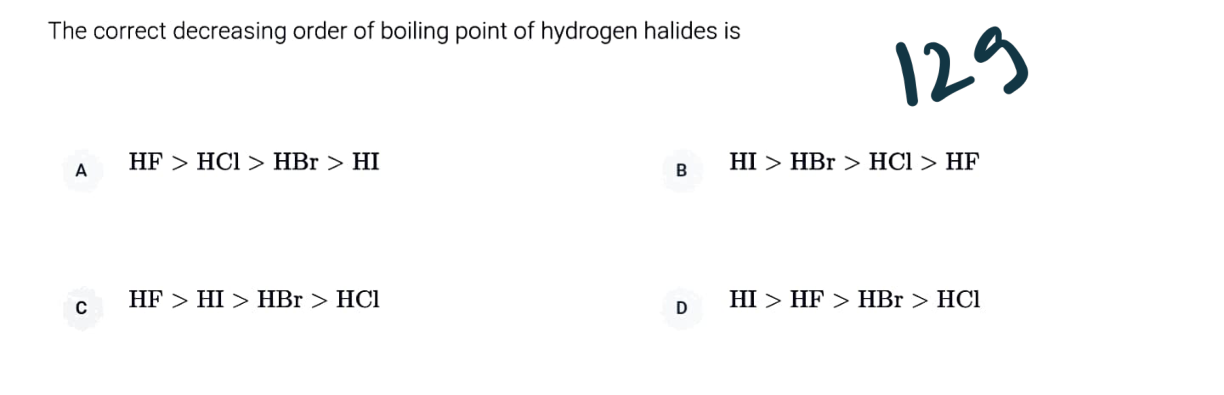 The correct decreasing order of boiling point of hydrogen halides is
129
A HF > HCl > HBr > HI
B HI > HBr > HCl > HF
C HF > HI > HBr > HCl
D HI > HF > HBr > HCl